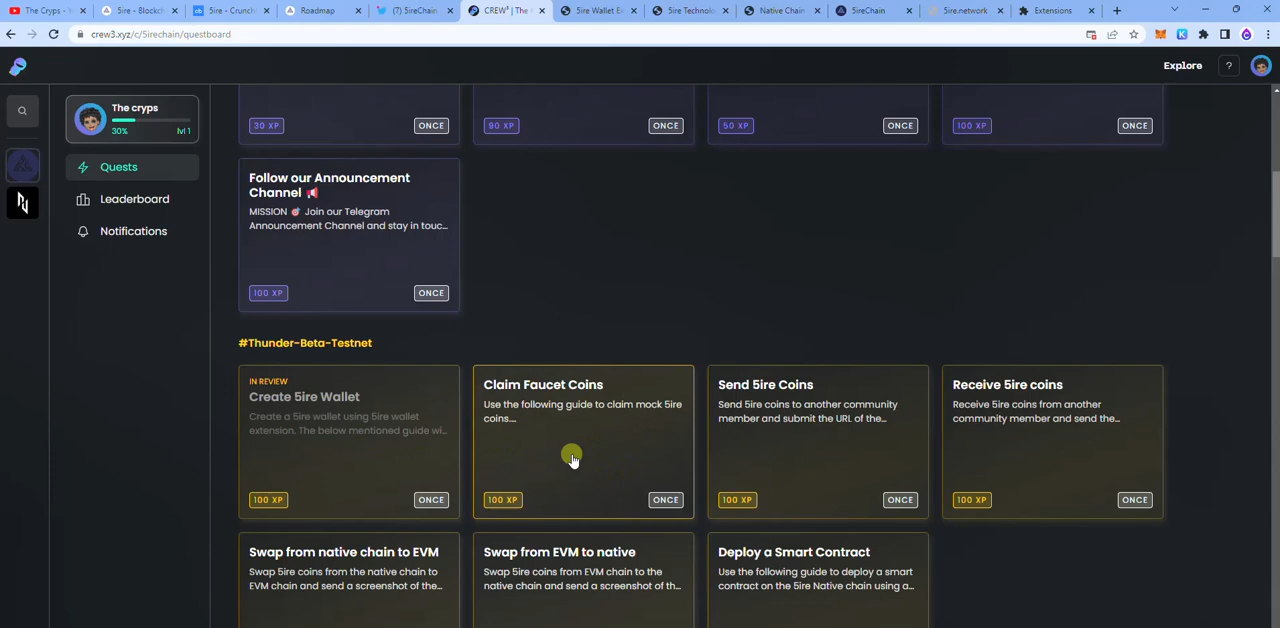 The Cryps - Y
5ire - Blockch
5ire - Crunch
Roadmap
(7) 5ireChain
CREW³ | The
5ire Wallet Ex
5ire Technolo
Native Chain
5ireChain
5ire.network
Extensions
crew3.xyz/c/5irechain/questboard
Explore
?
The cryps
30% lvl 1
Quests
Leaderboard
Notifications
30 XP ONCE 90 XP ONCE 50 XP ONCE 100 XP ONCE
Follow our Announcement
Channel 📢
MISSION 🎯 Join our Telegram
Announcement Channel and stay in touc...
100 XP ONCE
#Thunder-Beta-Testnet
IN REVIEW
Create 5ire Wallet
Create a 5ire wallet using 5ire wallet
extension. The below mentioned guide wi...
100 XP ONCE
Claim Faucet Coins
Use the following guide to claim mock 5ire
coins....
100 XP ONCE
Send 5ire Coins
Send 5ire coins to another community
member and submit the URL of the...
100 XP ONCE
Receive 5ire coins
Receive 5ire coins from another
community member and send the...
100 XP ONCE
Swap from native chain to EVM
Swap 5ire coins from the native chain to
EVM chain and send a screenshot of the...
Swap from EVM to native
Swap 5ire coins from EVM chain to the
native chain and send a screenshot of th...
Deploy a Smart Contract
Use the following guide to deploy a smart
contract on the 5ire Native chain using a...